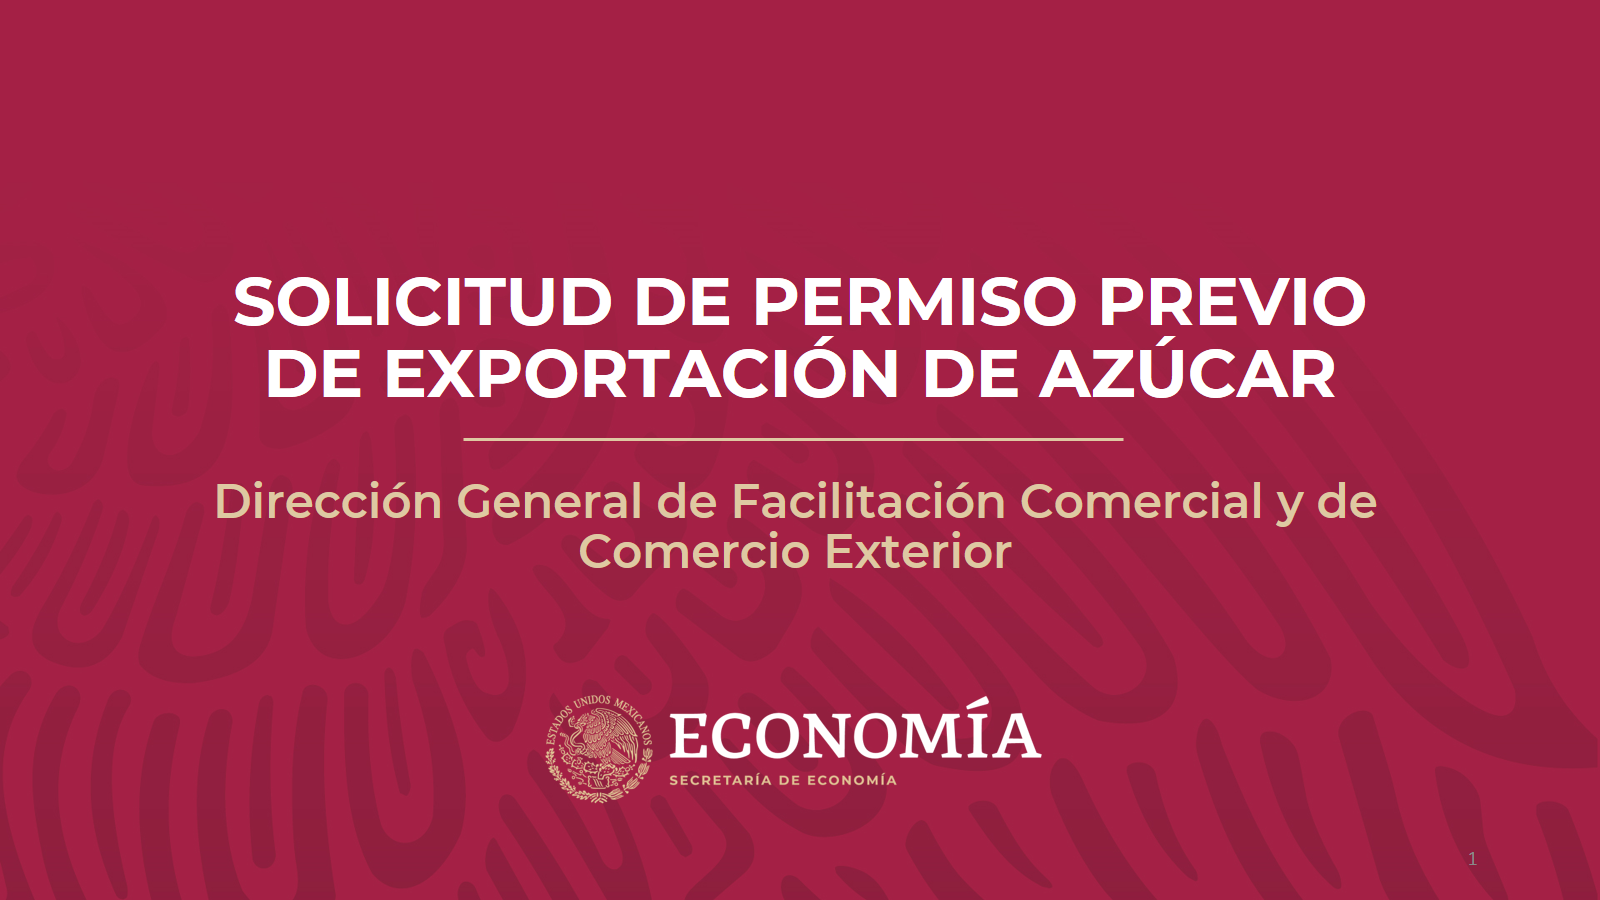 SOLICITUD DE PERMISO PREVIO
DE EXPORTACIÓN DE AZÚCAR
Dirección General de Facilitación Comercial y de
Comercio Exterior
ESTADOS UNIDOS MEXICANOS
ECONOMÍA
SECRETARÍA DE ECONOMÍA
1